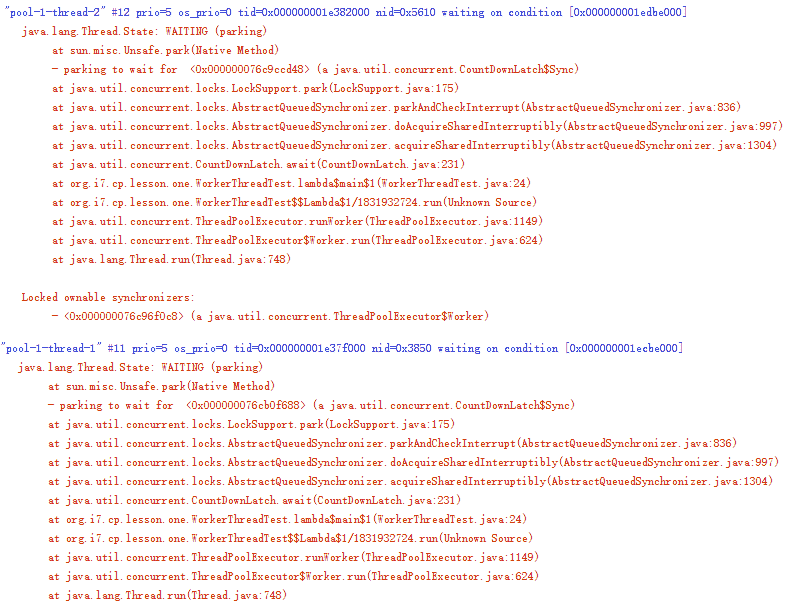 "pool-1-thread-2" #12 prio=5 os_prio=0 tid=0x000000001e382000 nid=0x5610 waiting on condition [0x000000001edbe000]
java.lang.Thread.State: WAITING (parking)
at sun.misc.Unsafe.park(Native Method)
- parking to wait for <0x000000076c9ccd48> (a java.util.concurrent.CountDownLatch$Sync)
at java.util.concurrent.locks.LockSupport.park(LockSupport.java:175)
at java.util.concurrent.locks.AbstractQueuedSynchronizer.parkAndCheckInterrupt(AbstractQueuedSynchronizer.java:836)
at java.util.concurrent.locks.AbstractQueuedSynchronizer.doAcquireSharedInterruptibly(AbstractQueuedSynchronizer.java:997)
at java.util.concurrent.locks.AbstractQueuedSynchronizer.acquireSharedInterruptibly(AbstractQueuedSynchronizer.java:1304)
at java.util.concurrent.CountDownLatch.await(CountDownLatch.java:231)
at org.i7.cp.lesson.one.WorkerThreadTest.lambda$main$1(WorkerThreadTest.java:24)
at org.i7.cp.lesson.one.WorkerThreadTest$$Lambda$1/1831932724.run(Unknown Source)
at java.util.concurrent.ThreadPoolExecutor.runWorker(ThreadPoolExecutor.java:1149)
at java.util.concurrent.ThreadPoolExecutor$Worker.run(ThreadPoolExecutor.java:624)
at java.lang.Thread.run(Thread.java:748)
Locked ownable synchronizers:
- <0x000000076c96f0c8> (a java.util.concurrent.ThreadPoolExecutor$Worker)
"pool-1-thread-1" #11 prio=5 os_prio=0 tid=0x000000001e37f000 nid=0x3850 waiting on condition [0x000000001ecbe000]
java.lang.Thread.State: WAITING (parking)
at sun.misc.Unsafe.park(Native Method)
- parking to wait for <0x000000076cb0f688> (a java.util.concurrent.CountDownLatch$Sync)
at java.util.concurrent.locks.LockSupport.park(LockSupport.java:175)
at java.util.concurrent.locks.AbstractQueuedSynchronizer.parkAndCheckInterrupt(AbstractQueuedSynchronizer.java:836)
at java.util.concurrent.locks.AbstractQueuedSynchronizer.doAcquireSharedInterruptibly(AbstractQueuedSynchronizer.java:997)
at java.util.concurrent.locks.AbstractQueuedSynchronizer.acquireSharedInterruptibly(AbstractQueuedSynchronizer.java:1304)
at java.util.concurrent.CountDownLatch.await(CountDownLatch.java:231)
at org.i7.cp.lesson.one.WorkerThreadTest.lambda$main$1(WorkerThreadTest.java:24)
at org.i7.cp.lesson.one.WorkerThreadTest$$Lambda$1/1831932724.run(Unknown Source)
at java.util.concurrent.ThreadPoolExecutor.runWorker(ThreadPoolExecutor.java:1149)
at java.util.concurrent.ThreadPoolExecutor$Worker.run(ThreadPoolExecutor.java:624)
at java.lang.Thread.run(Thread.java:748)